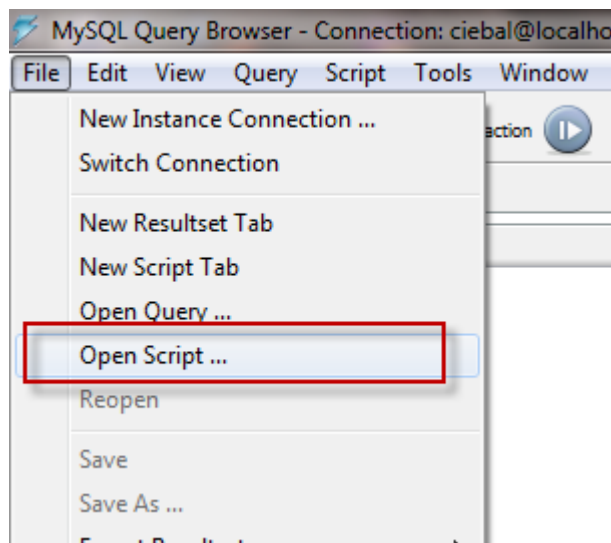 MySQL Query Browser - Connection: ciebal@localho
File Edit View Query Script Tools Window
New Instance Connection ...
action
Switch Connection
New Resultset Tab
New Script Tab
Open Query ...
Open Script ...
Reopen
Save
Save As ...